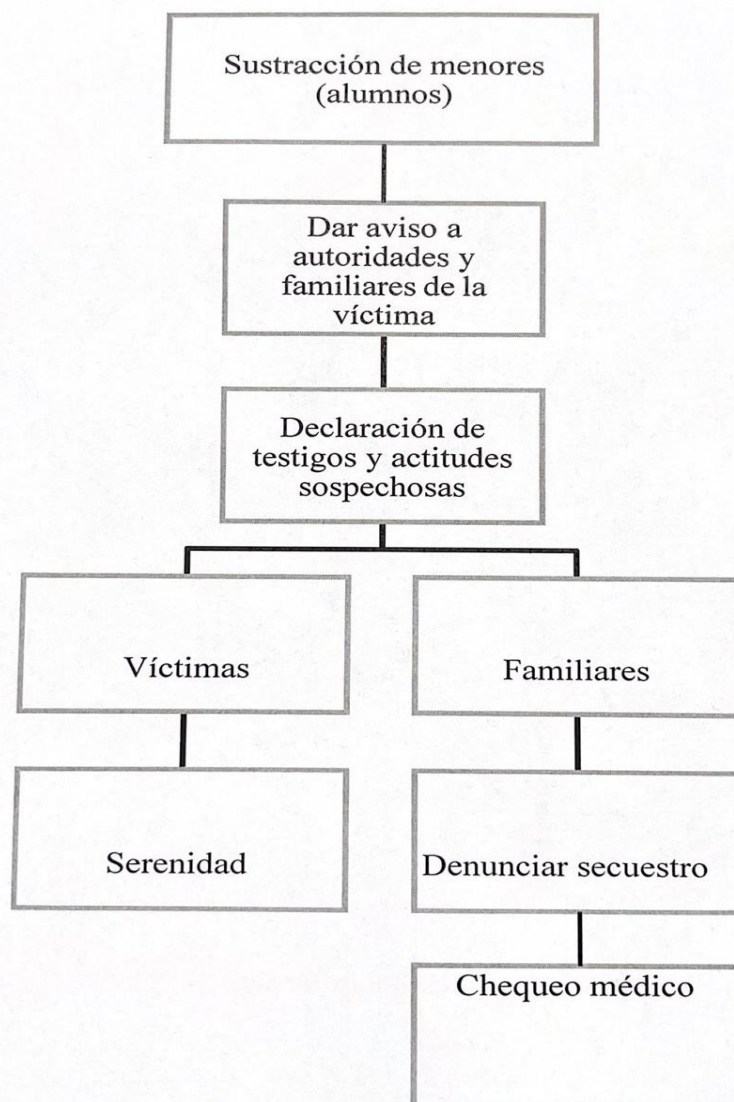 Sustracción de menores
(alumnos)
Dar aviso a
autoridades y
familiares de la
víctima
Declaración de
testigos y actitudes
sospechosas
Víctimas
Familiares
Serenidad
Denunciar secuestro
Chequeo médico